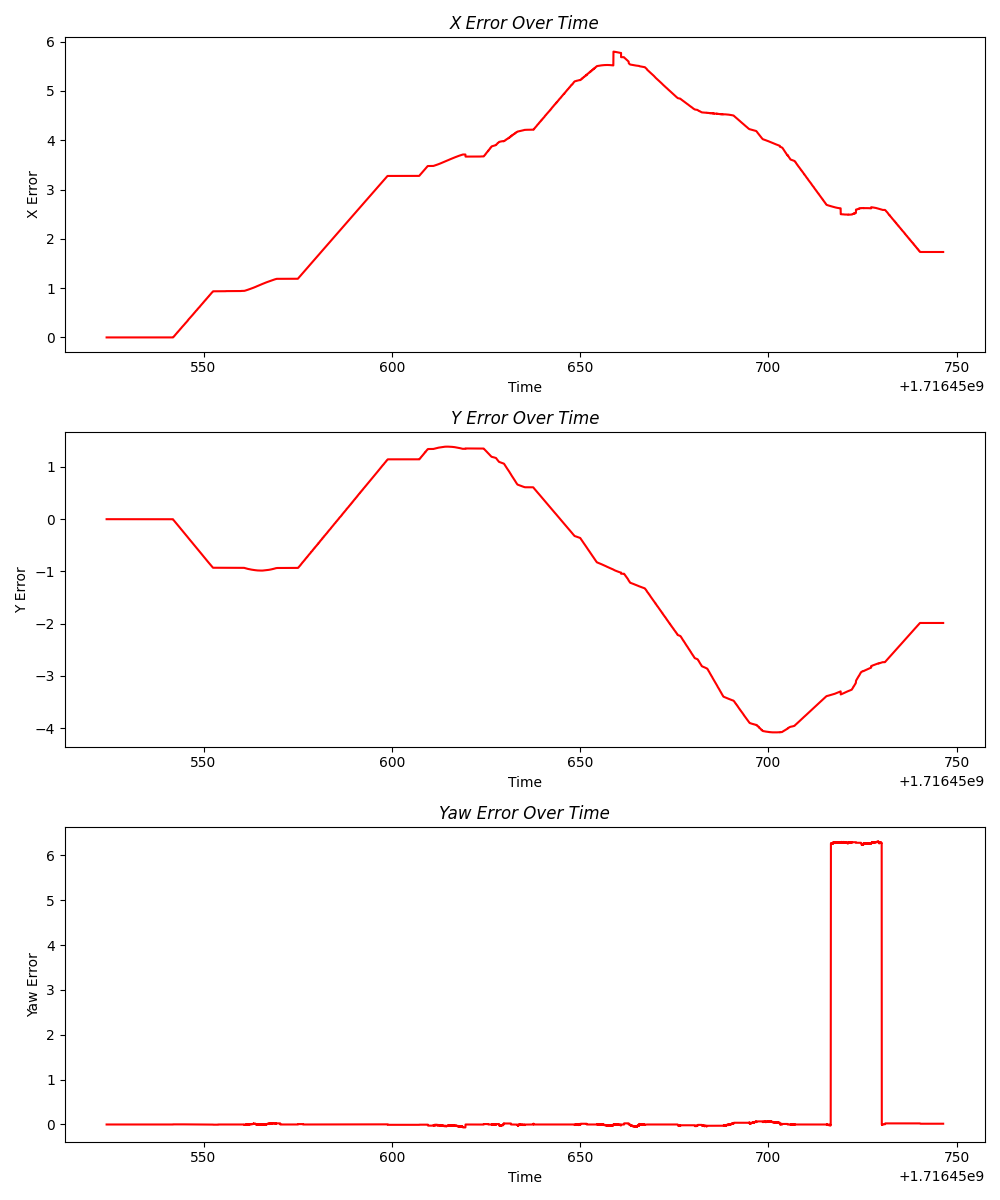 X Error Over Time
6
5
4
3
2
1
0
X Error
550 600 650 700 750
Time
+1.71645e9
Y Error Over Time
1
0
−1
−2
−3
−4
Y Error
550 600 650 700 750
Time
+1.71645e9
Yaw Error Over Time
6
5
4
3
2
1
0
Yaw Error
550 600 650 700 750
Time
+1.71645e9